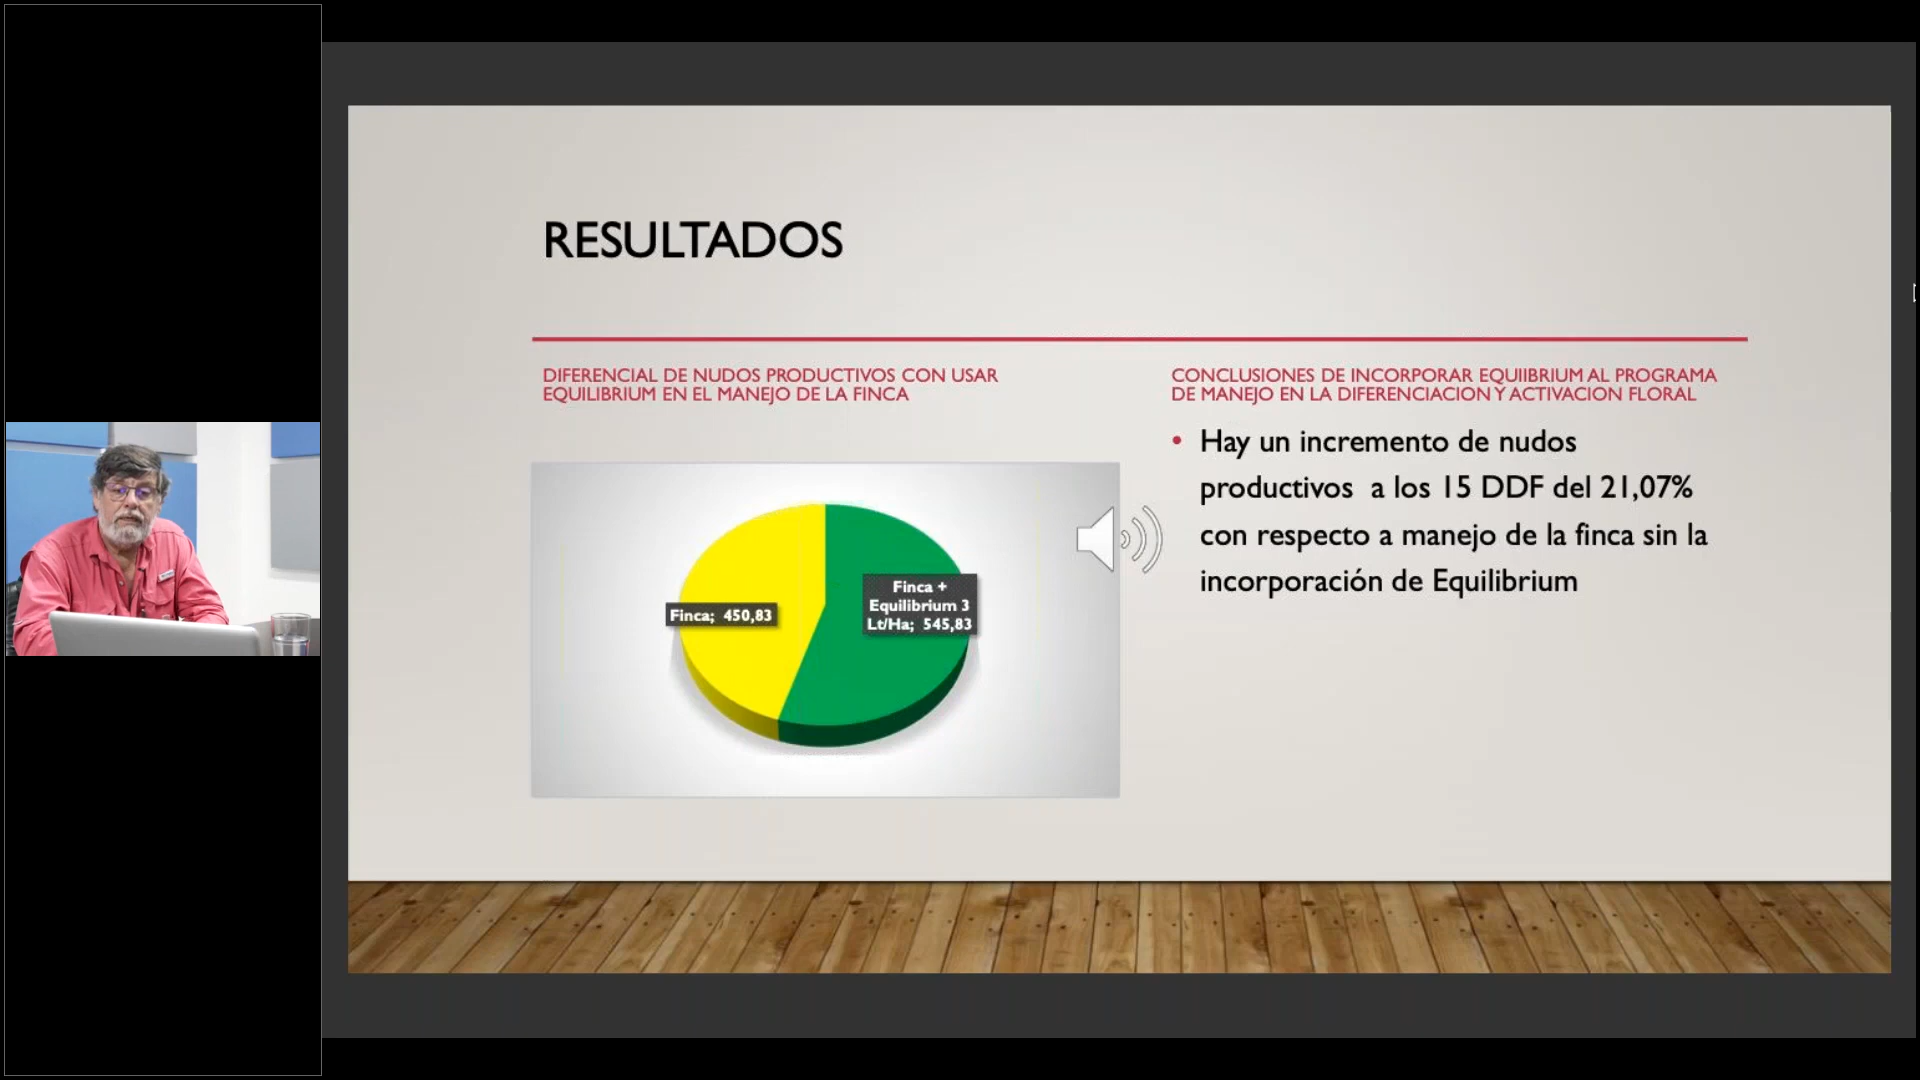 RESULTADOS
DIFERENCIAL DE NUDOS PRODUCTIVOS CON USAR
EQUILIBRIUM EN EL MANEJO DE LA FINCA
Finca; 450,83
Finca +
Equilibrium 3
Lt/Ha; 545,83
CONCLUSIONES DE INCORPORAR EQUIIBRIUM AL PROGRAMA
DE MANEJO EN LA DIFERENCIACION Y ACTIVACION FLORAL
• Hay un incremento de nudos
productivos a los 15 DDF del 21,07%
con respecto a manejo de la finca sin la
incorporación de Equilibrium